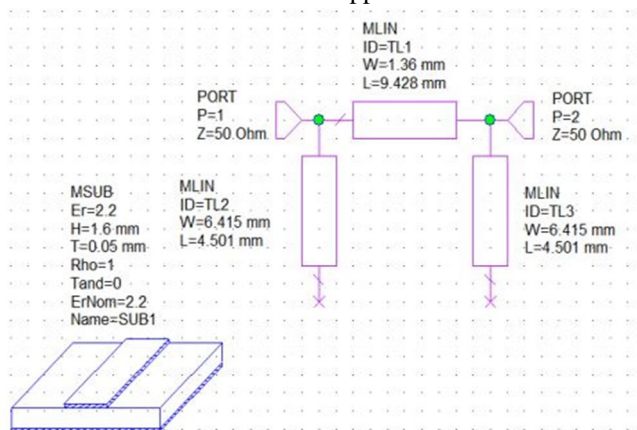 MLIN
ID=TL1
W=1.36 mm
L=9.428 mm
PORT
P=1
Z=50 Ohm
PORT
P=2
Z=50 Ohm
MSUB
Er=2.2
H=1.6 mm
T=0.05 mm
Rho=1
Tand=0
ErNom=2.2
Name=SUB1
MLIN
ID=TL2
W=6.415 mm
L=4.501 mm
MLIN
ID=TL3
W=6.415 mm
L=4.501 mm